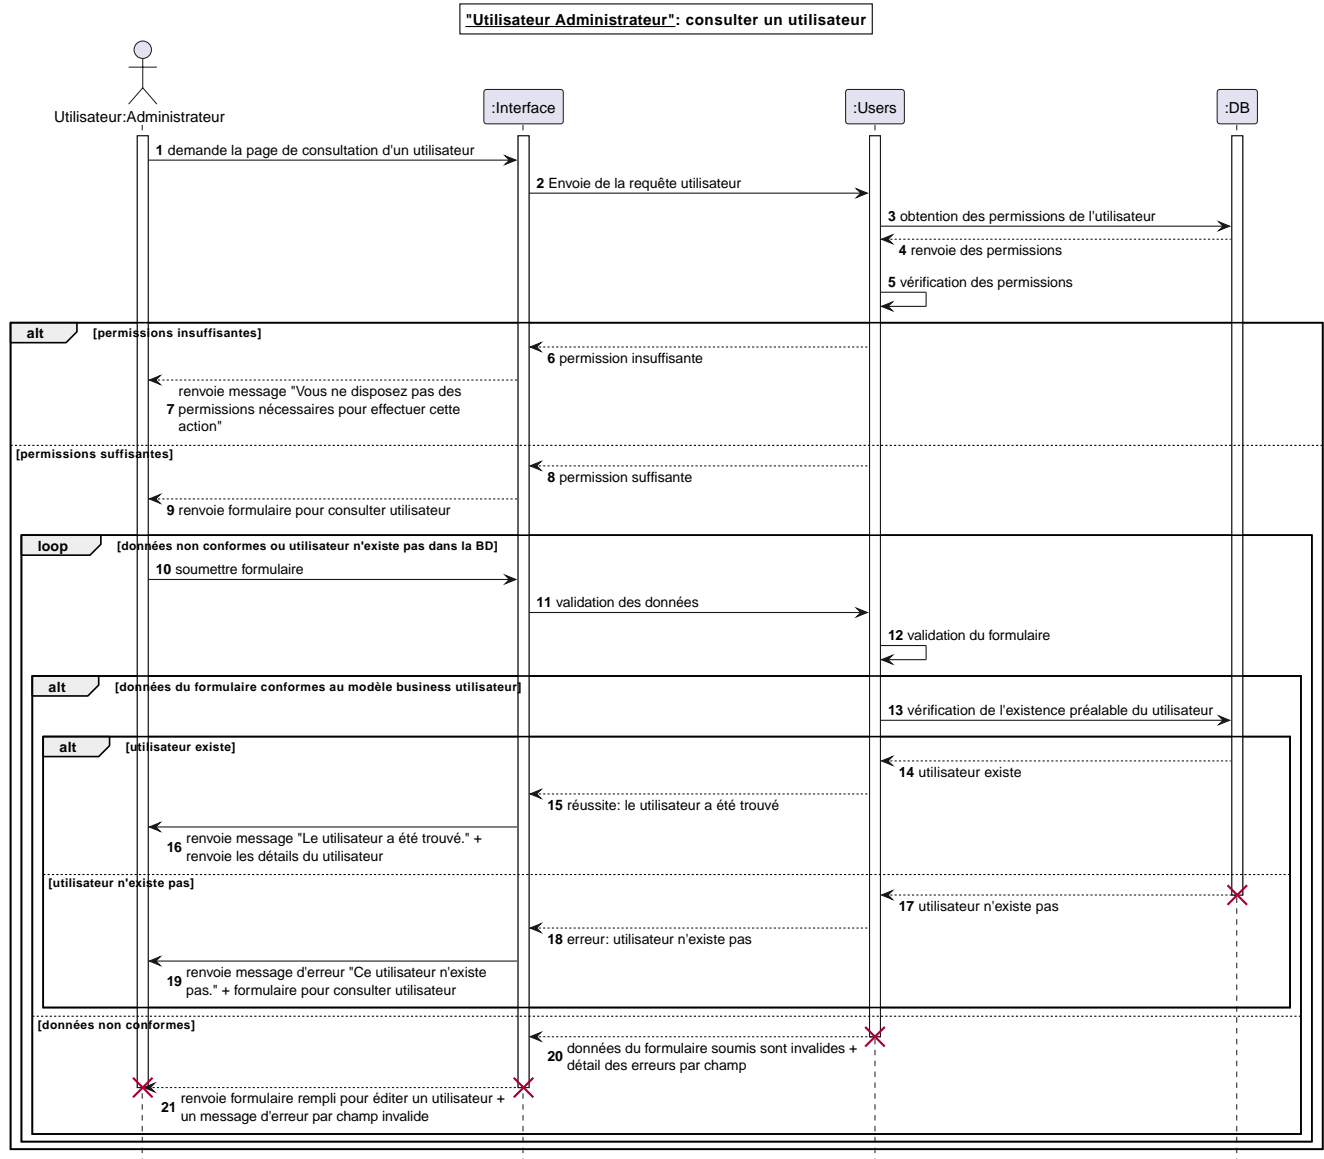 "Utilisateur Administrateur": consulter un utilisateur
Utilisateur:Administrateur
:Interface
:Users
:DB
1 demande la page de consultation d'un utilisateur
2 Envoie de la requête utilisateur
3 obtention des permissions de l'utilisateur
4 renvoie des permissions
5 vérification des permissions
alt [permissions insuffisantes]
6 permission insuffisante
renvoie message "Vous ne disposez pas des
7 permissions nécessaires pour effectuer cette
action"
[permissions suffisantes]
8 permission suffisante
9 renvoie formulaire pour consulter utilisateur
loop [données non conformes ou utilisateur n'existe pas dans la BD]
10 soumettre formulaire
11 validation des données
12 validation du formulaire
alt [données du formulaire conformes au modèle business utilisateur]
13 vérification de l'existence préalable du utilisateur
alt [utilisateur existe]
14 utilisateur existe
15 réussite: le utilisateur a été trouvé
16 renvoie message "Le utilisateur a été trouvé." +
renvoie les détails du utilisateur
[utilisateur n'existe pas]
17 utilisateur n'existe pas
18 erreur: utilisateur n'existe pas
19 renvoie message d'erreur "Ce utilisateur n'existe
pas." + formulaire pour consulter utilisateur
[données non conformes]
20 données du formulaire soumis sont invalides +
détail des erreurs par champ
21 renvoie formulaire rempli pour éditer un utilisateur +
un message d'erreur par champ invalide